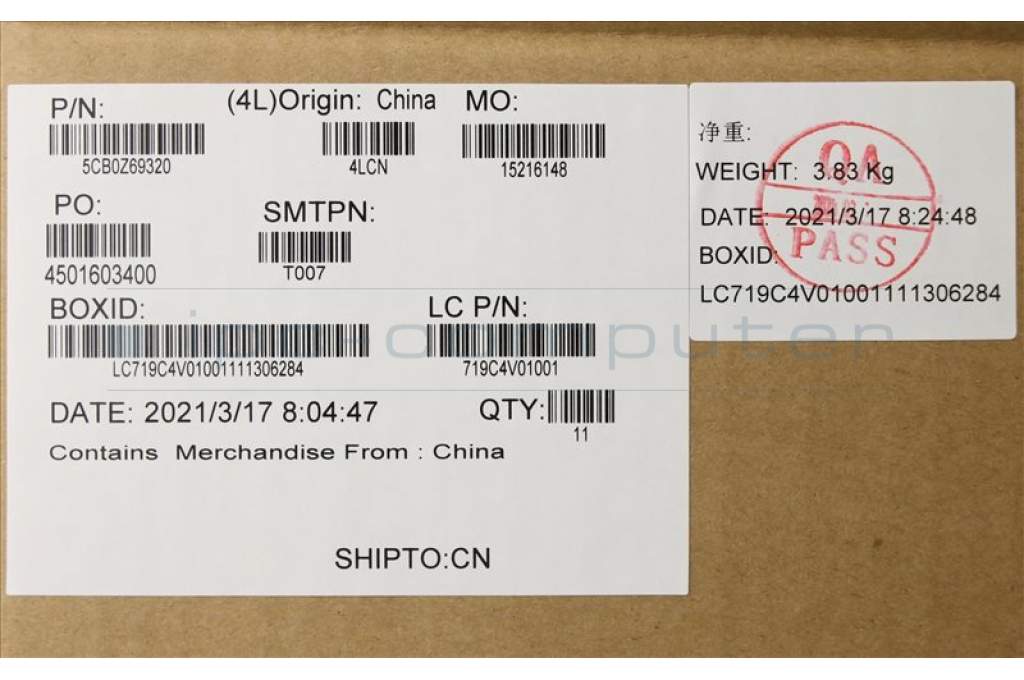 P/N: (4L)Origin: China MO:
5CB0Z69320 4LCN 15216148
PO: SMTPN:
4501603400 T007
BOXID: LC P/N:
LC719C4V01001111306284 719C4V01001
DATE: 2021/3/17 8:04:47 QTY:
11
Contains Merchandise From : China
SHIPTO:CN
净重:
WEIGHT: 3.83 Kg
DATE: 2021/3/17 8:24:48
BOXID:
LC719C4V01001111306284
QA
PASS
ipc-computer